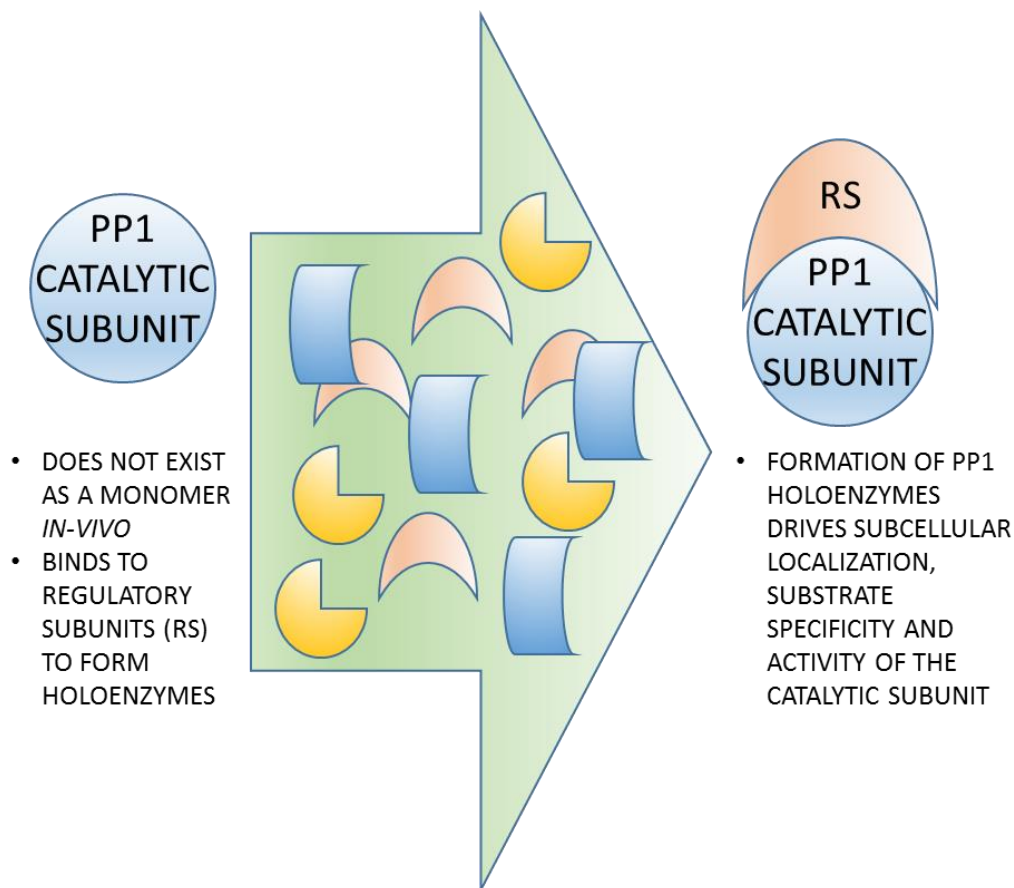 PP1
CATALYTIC
SUBUNIT
• DOES NOT EXIST
AS A MONOMER
IN-VIVO
• BINDS TO
REGULATORY
SUBUNITS (RS)
TO FORM
HOLOENZYMES
RS
PP1
CATALYTIC
SUBUNIT
• FORMATION OF PP1
HOLOENZYMES
DRIVES SUBCELLULAR
LOCALIZATION,
SUBSTRATE
SPECIFICITY AND
ACTIVITY OF THE
CATALYTIC SUBUNIT